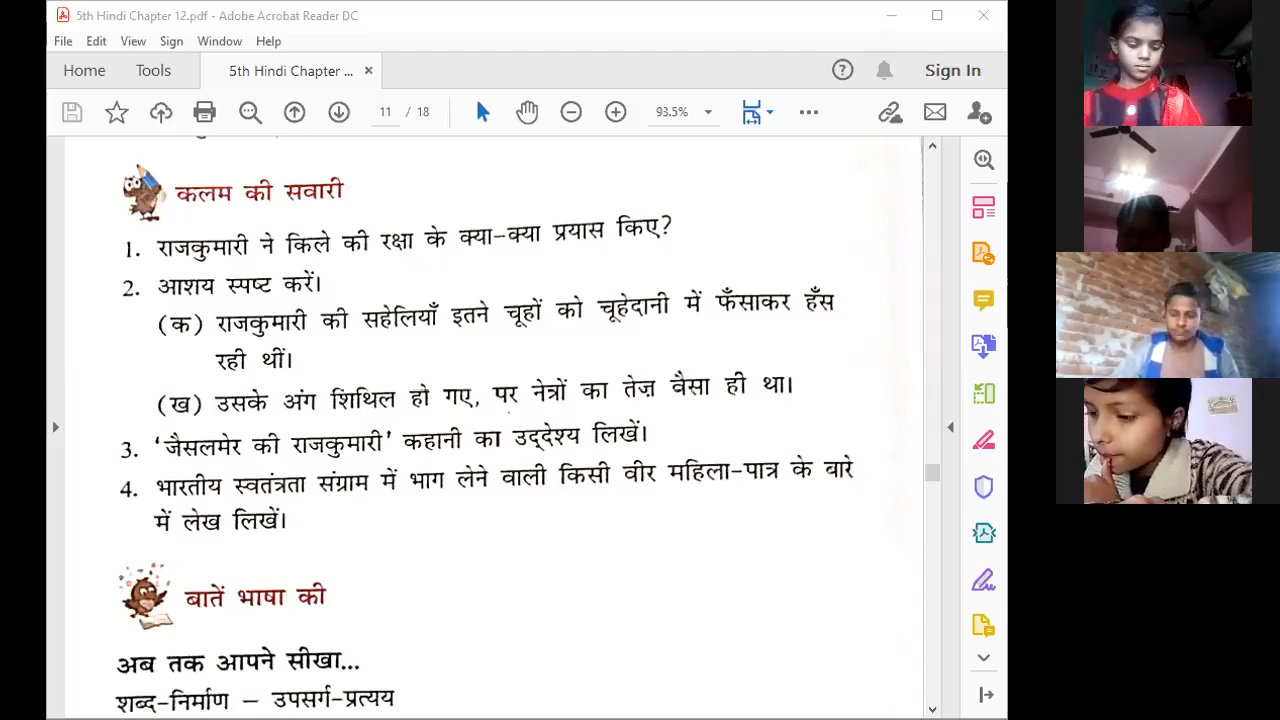 5th Hindi Chapter 12.pdf - Adobe Acrobat Reader DC
File Edit View Sign Window Help
Home Tools 5th Hindi Chapter ... Sign In
11 / 18 93.5%
कलम की सवारी
1. राजकुमारी ने किले की रक्षा के क्या-क्या प्रयास किए?
2. आशय स्पष्ट करें।
(क) राजकुमारी की सहेलियाँ इतने चूहों को चूहेदानी में फँसाकर हँस
रही थीं।
(ख) उसके अंग शिथिल हो गए, पर नेत्रों का तेज़ वैसा ही था।
3. 'जैसलमेर की राजकुमारी' कहानी का उद्देश्य लिखें।
4. भारतीय स्वतंत्रता संग्राम में भाग लेने वाली किसी वीर महिला-पात्र के बारे
में लेख लिखें।
बातें भाषा की
अब तक आपने सीखा...
शब्द-निर्माण – उपसर्ग-प्रत्यय